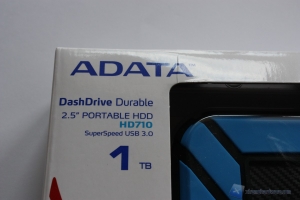 ADATA
DashDrive Durable
2.5" PORTABLE HDD
HD710
SuperSpeed USB 3.0
1 TB